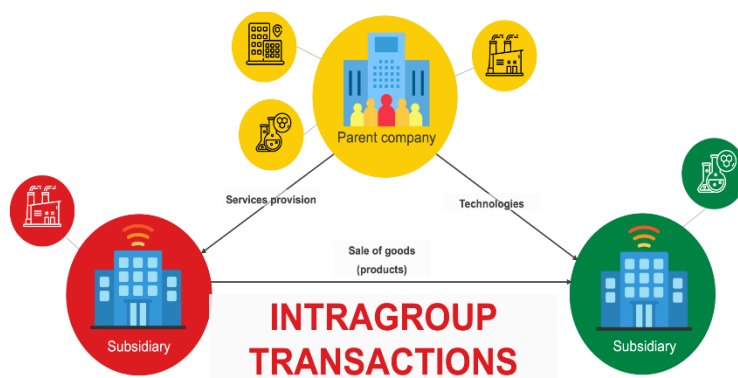 Parent company
Services provision
Technologies
Sale of goods
(products)
Subsidiary
INTRAGROUP
TRANSACTIONS
Subsidiary